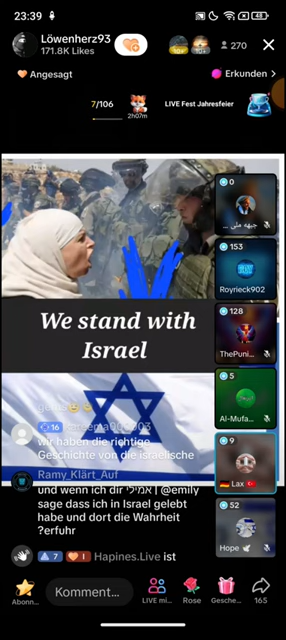 23:39
48
Löwenherz93
171.8K Likes
270
Angesagt
Erkunden >
7/106
2h07m
LIVE Fest Jahresfeier
0
جبهه ملی ...
153
Royrieck902
128
ThePuni...
5
Al-Mufa...
9
Lax
52
Hope
We stand with
Israel
16
wir haben die richtige
Geschichte von die israelische
Ramy_Klärt_Auf
und wenn ich dir אמילי | @emily
sage dass ich in Israel gelebt
habe und dort die Wahrheit
?erfuhr
7
1
Hapines.Live ist
Abonn...
Komment...
LIVE mi...
Rose
Gesche...
165